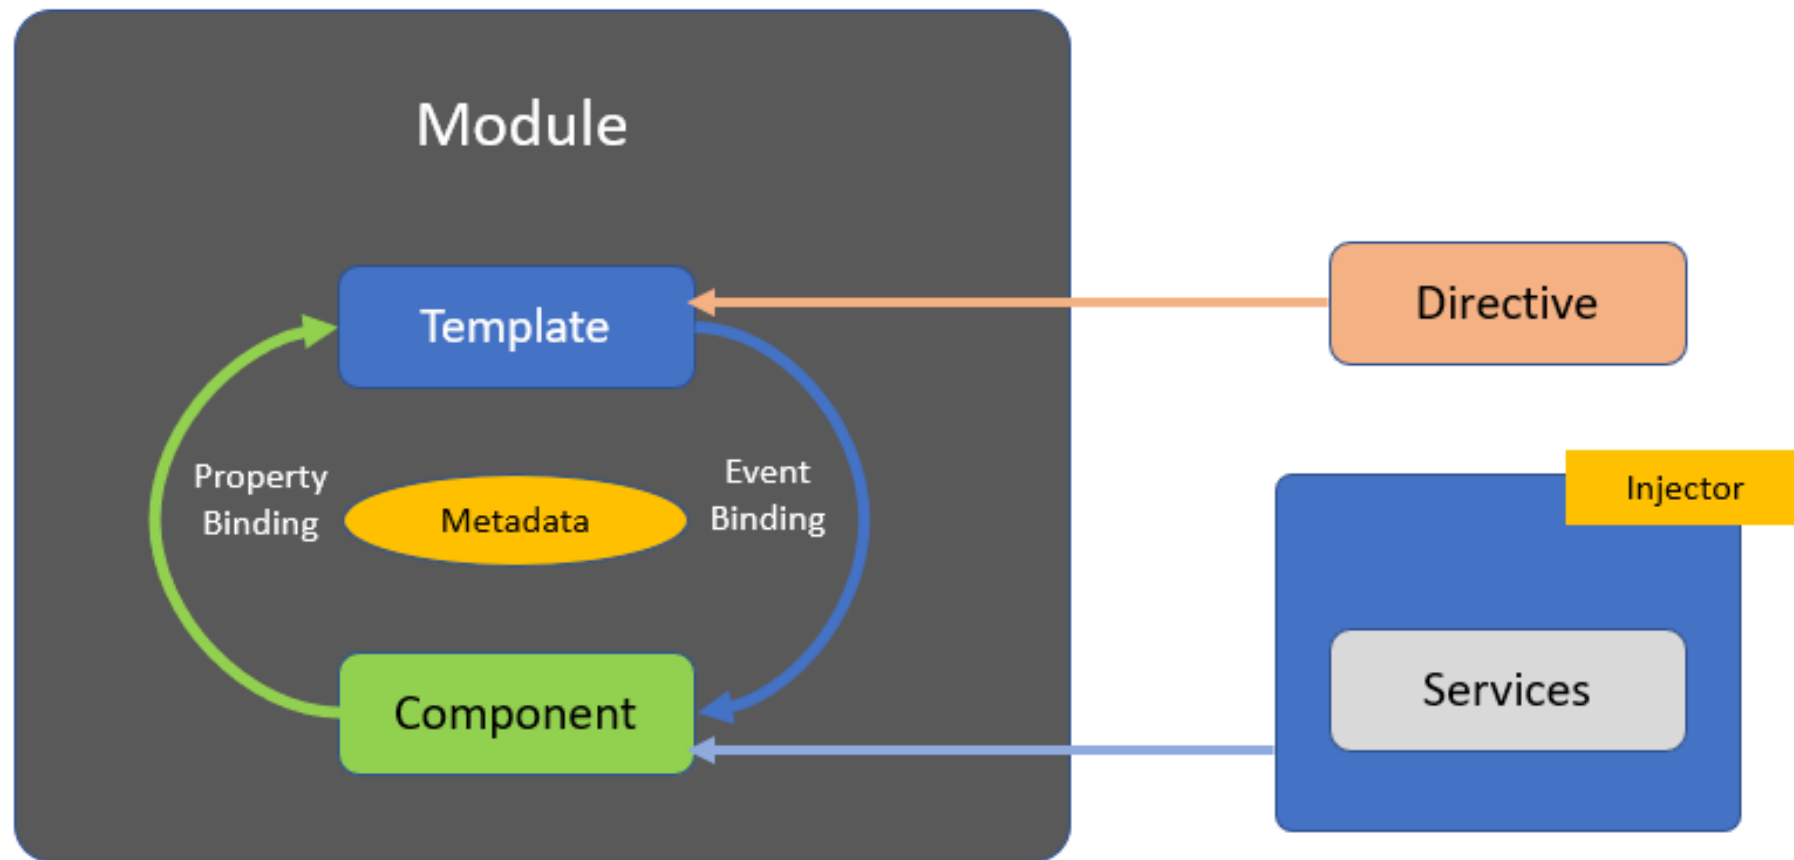 Module
Template
Directive
Property
Binding
Metadata
Event
Binding
Injector
Component
Services